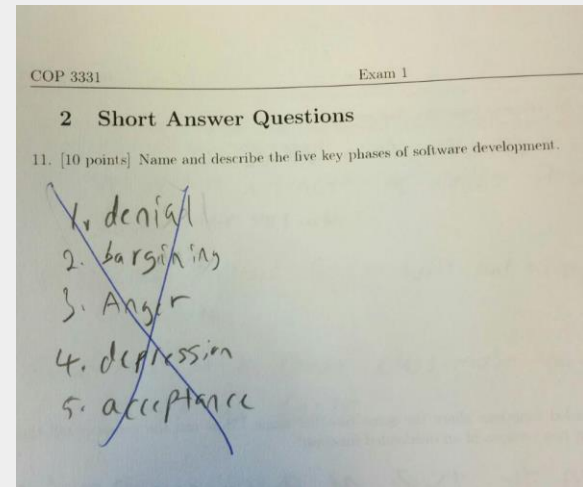 COP 3331 Exam 1
2 Short Answer Questions
11. [10 points] Name and describe the five key phases of software development.
1. denial
2. bargining
3. Anger
4. depression
5. acceptance